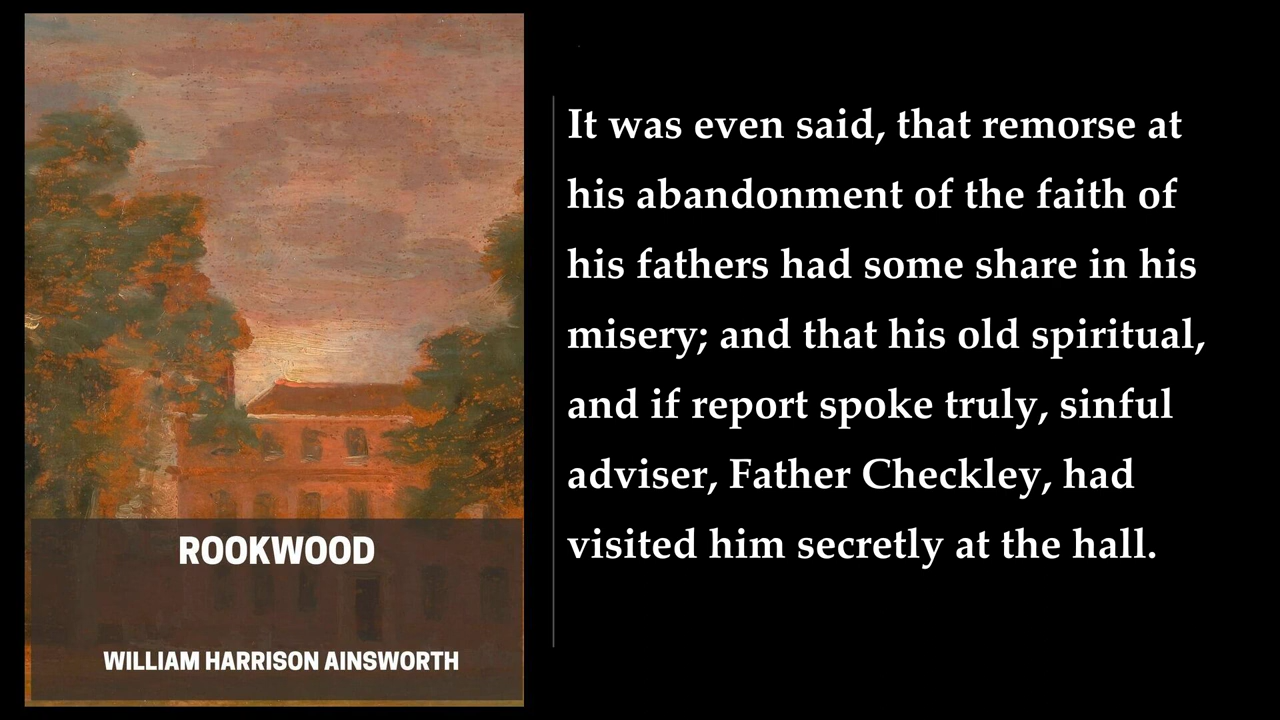 ROOKWOOD
WILLIAM HARRISON AINSWORTH
It was even said, that remorse at
his abandonment of the faith of
his fathers had some share in his
misery; and that his old spiritual,
and if report spoke truly, sinful
adviser, Father Checkley, had
visited him secretly at the hall.